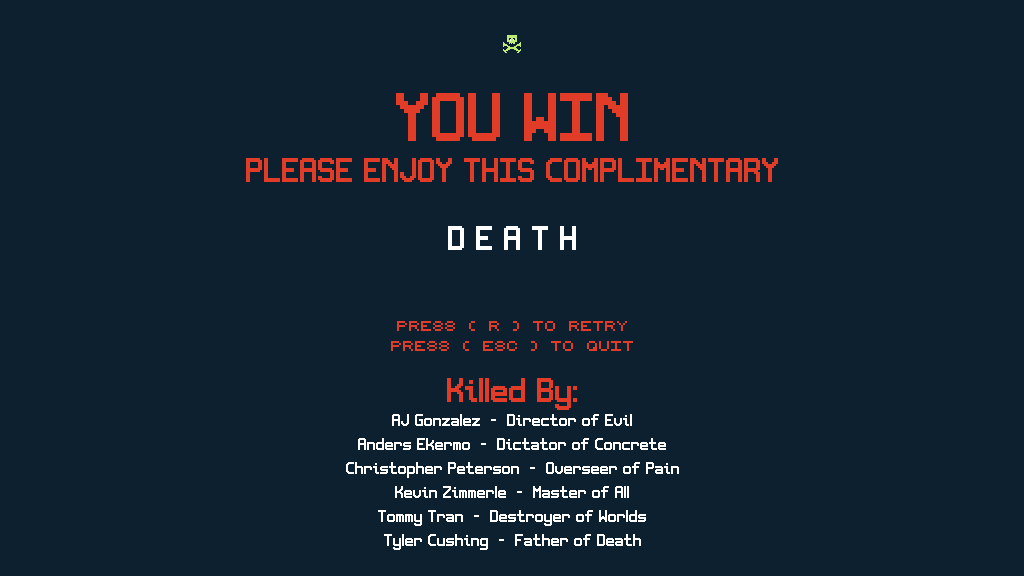 YOU WIN
PLEASE ENJOY THIS COMPLIMENTARY
DEATH
PRESS ( R ) TO RETRY
PRESS ( ESC ) TO QUIT
Killed By:
AJ Gonzalez - Director of Evil
Anders Ekermo - Dictator of Concrete
Christopher Peterson - Overseer of Pain
Kevin Zimmerle - Master of All
Tommy Tran - Destroyer of Worlds
Tyler Cushing - Father of Death